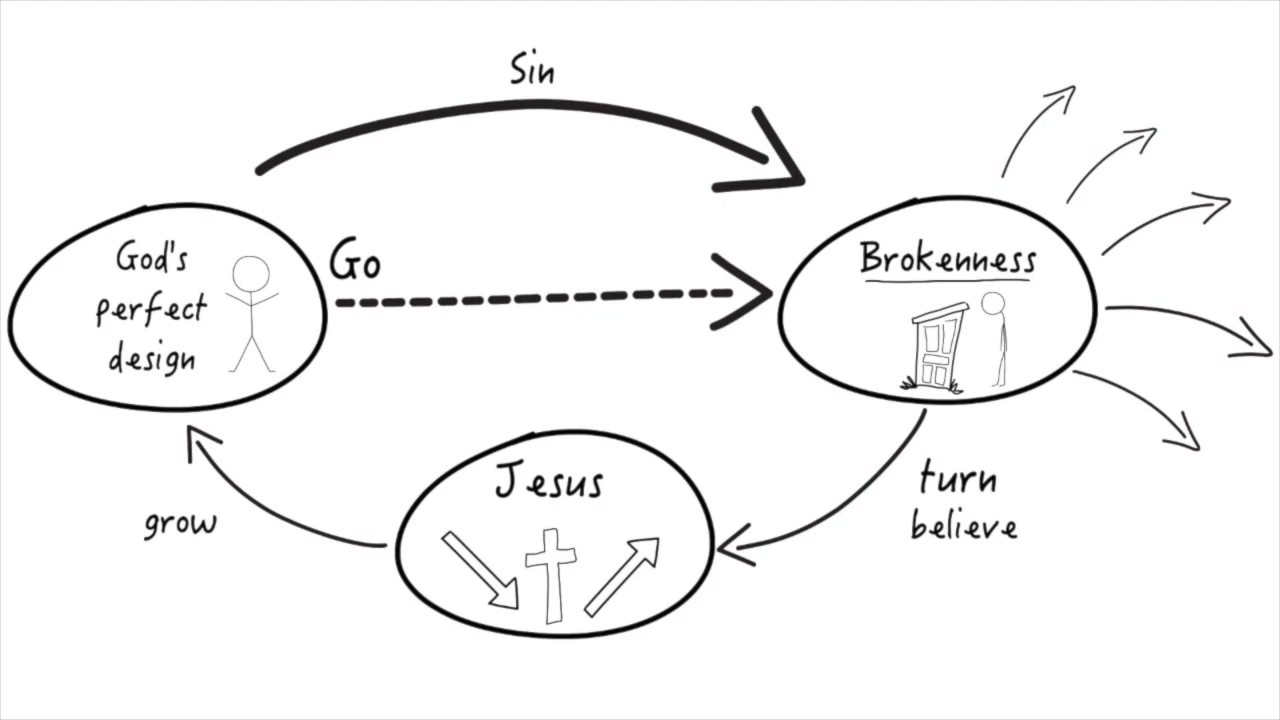 Sin
God's
perfect
design
Go
Brokenness
Jesus
turn
believe
grow